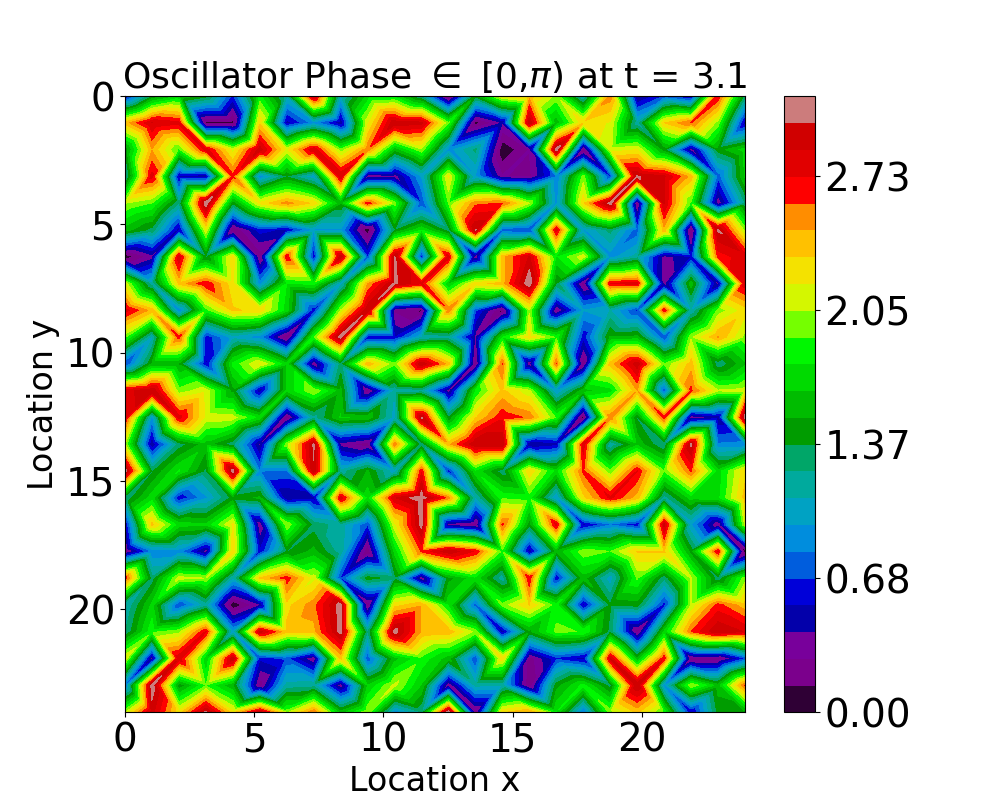 Oscillator Phase ∈ [0,π) at t = 3.1
Location y
0
5
10
15
20
0 5 10 15 20
Location x
2.73
2.05
1.37
0.68
0.00